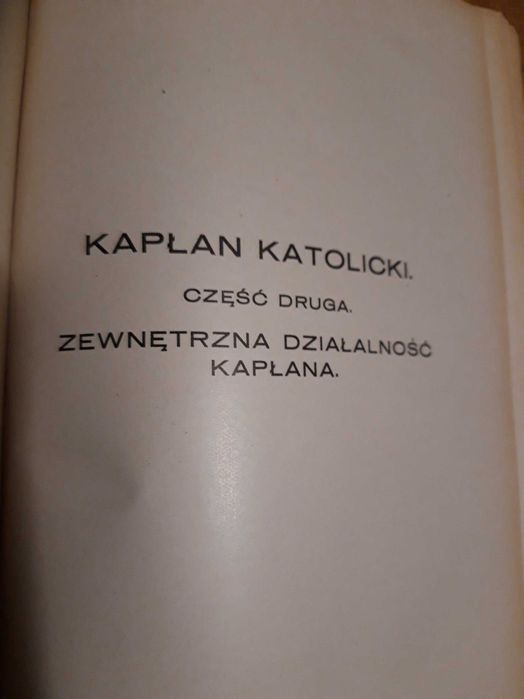 KAPŁAN KATOLICKI.
CZĘŚĆ DRUGA.
ZEWNĘTRZNA DZIAŁALNOŚĆ
KAPŁANA.